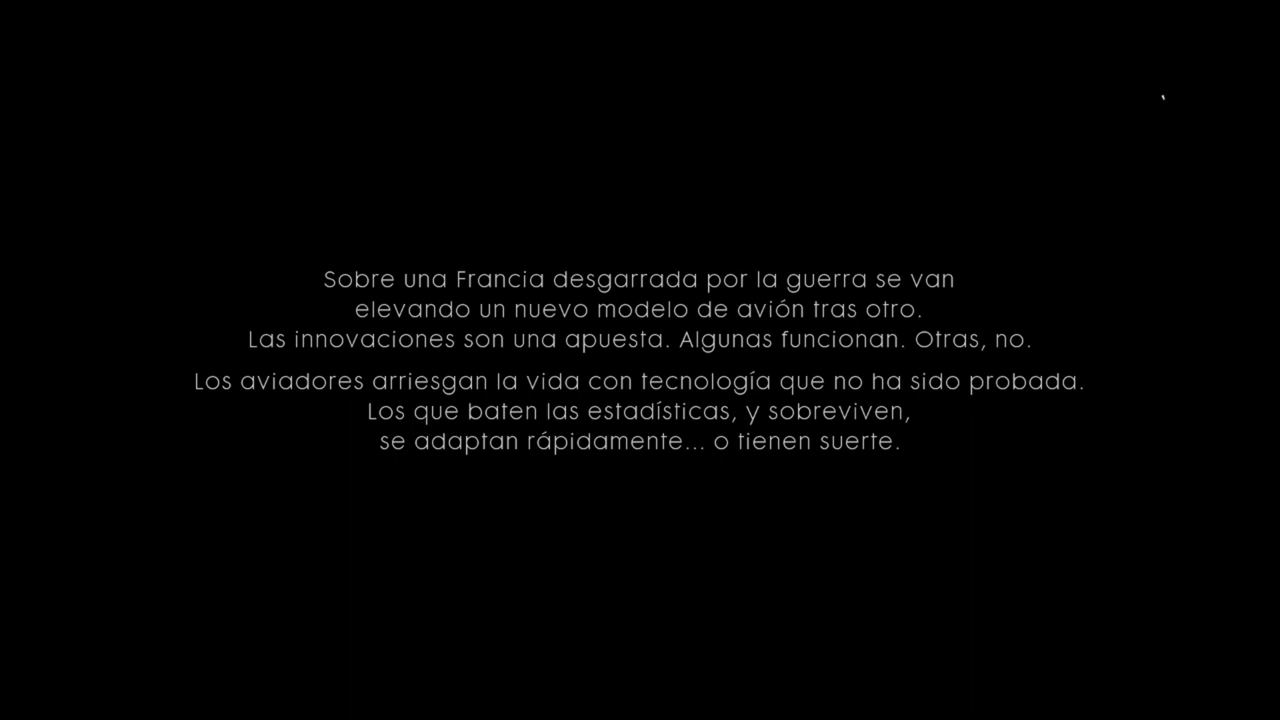 Sobre una Francia desgarrada por la guerra se van
elevando un nuevo modelo de avión tras otro.
Las innovaciones son una apuesta. Algunas funcionan. Otras, no.
Los aviadores arriesgan la vida con tecnología que no ha sido probada.
Los que baten las estadísticas, y sobreviven,
se adaptan rápidamente... o tienen suerte.